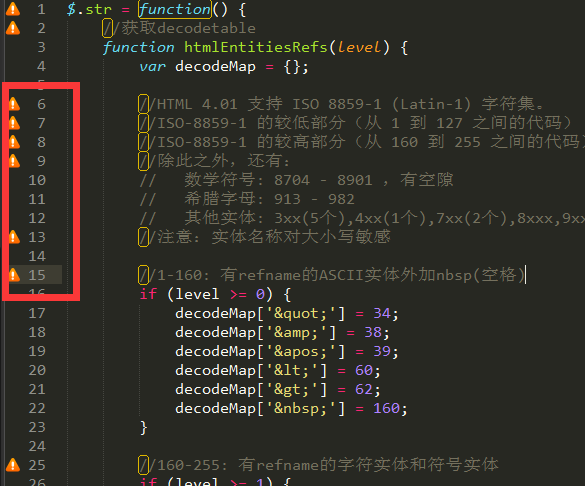 1 $.str = function() {
2 //获取decodetable
3 function htmlEntitiesRefs(level) {
4 var decodeMap = {};
6 //HTML 4.01 支持 ISO 8859-1 (Latin-1) 字符集。
7 //ISO-8859-1 的较低部分（从 1 到 127 之间的代码）
8 //ISO-8859-1 的较高部分（从 160 到 255 之间的代码）
9 //除此之外，还有：
10 // 数学符号: 8704 - 8901 ，有空隙
11 // 希腊字母: 913 - 982
12 // 其他实体: 3xx(5个),4xx(1个),7xx(2个),8xxx,9xx
13 //注意: 实体名称对大小写敏感
14
15 //1-160: 有refname的ASCII实体外加nbsp(空格)
16 if (level >= 0) {
17 decodeMap['&quot;'] = 34;
18 decodeMap['&amp;'] = 38;
19 decodeMap['&apos;'] = 39;
20 decodeMap['&lt;'] = 60;
21 decodeMap['&gt;'] = 62;
22 decodeMap['&nbsp;'] = 160;
23 }
24
25 //160-255: 有refname的字符实体和符号实体
26 if (level >= 1) {